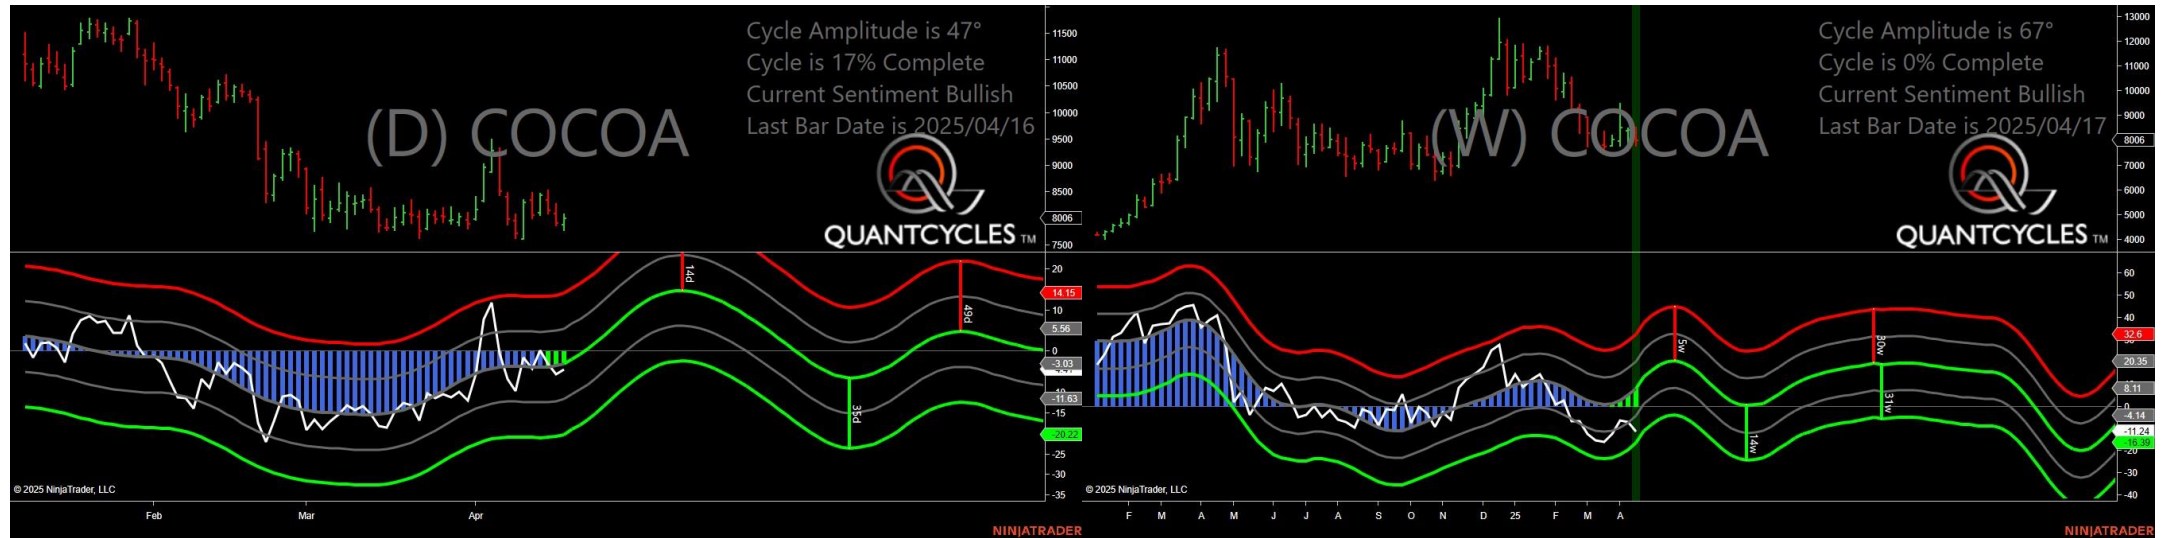 Cycle Amplitude is 47°
Cycle is 17% Complete
Current Sentiment Bullish
Last Bar Date is 2025/04/16
(D) COCOA
QUANTCYCLES TM
11500
11000
10500
10000
9500
9000
8500
8006
7500
14d
49d
35d
20
14.15
10
5.56
0
-3.03
-11.63
-15
-20.22
-25
-30
-35
© 2025 NinjaTrader, LLC
Feb Mar Apr
NINJATRADER
Cycle Amplitude is 67°
Cycle is 0% Complete
Current Sentiment Bullish
Last Bar Date is 2025/04/17
(W) COCOA
QUANTCYCLES TM
13000
12000
11000
10000
9000
8006
7000
6000
5000
4000
5w
14w
30w
31w
60
50
40
32.6
20.35
8.11
0
-4.14
-11.24
-16.39
-20
-30
-40
© 2025 NinjaTrader, LLC
F M A M J J A S O N D 25 F M A
NINJATRADER